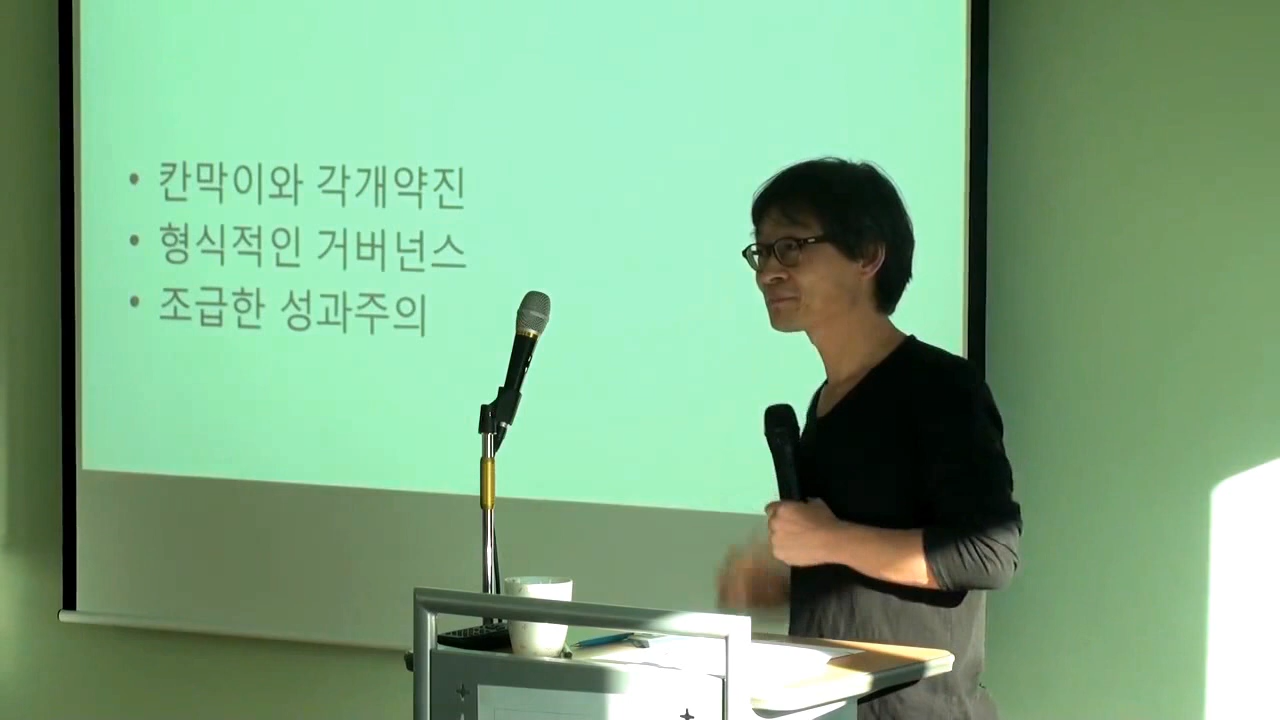 • 칸막이와 각개약진
• 형식적인 거버넌스
• 조급한 성과주의